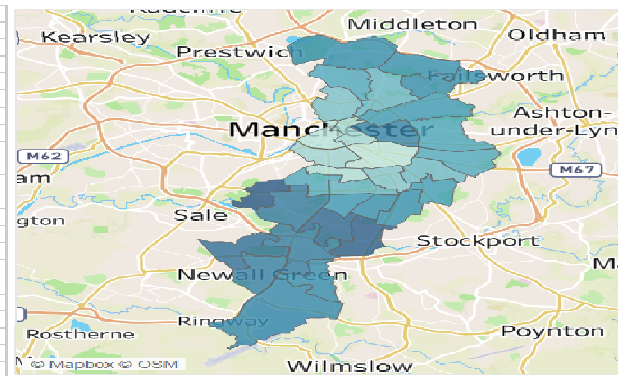 Middleton
Kearsley
Oldham
Prestwich
Failsworth
Ashton-
under-Lyn
Manchester
M62
M67
am
Sale
gton
Stockport
M
Newall Green
Ringway
Rostherne
Poynton
Wilmslow
© Mapbox © OSM